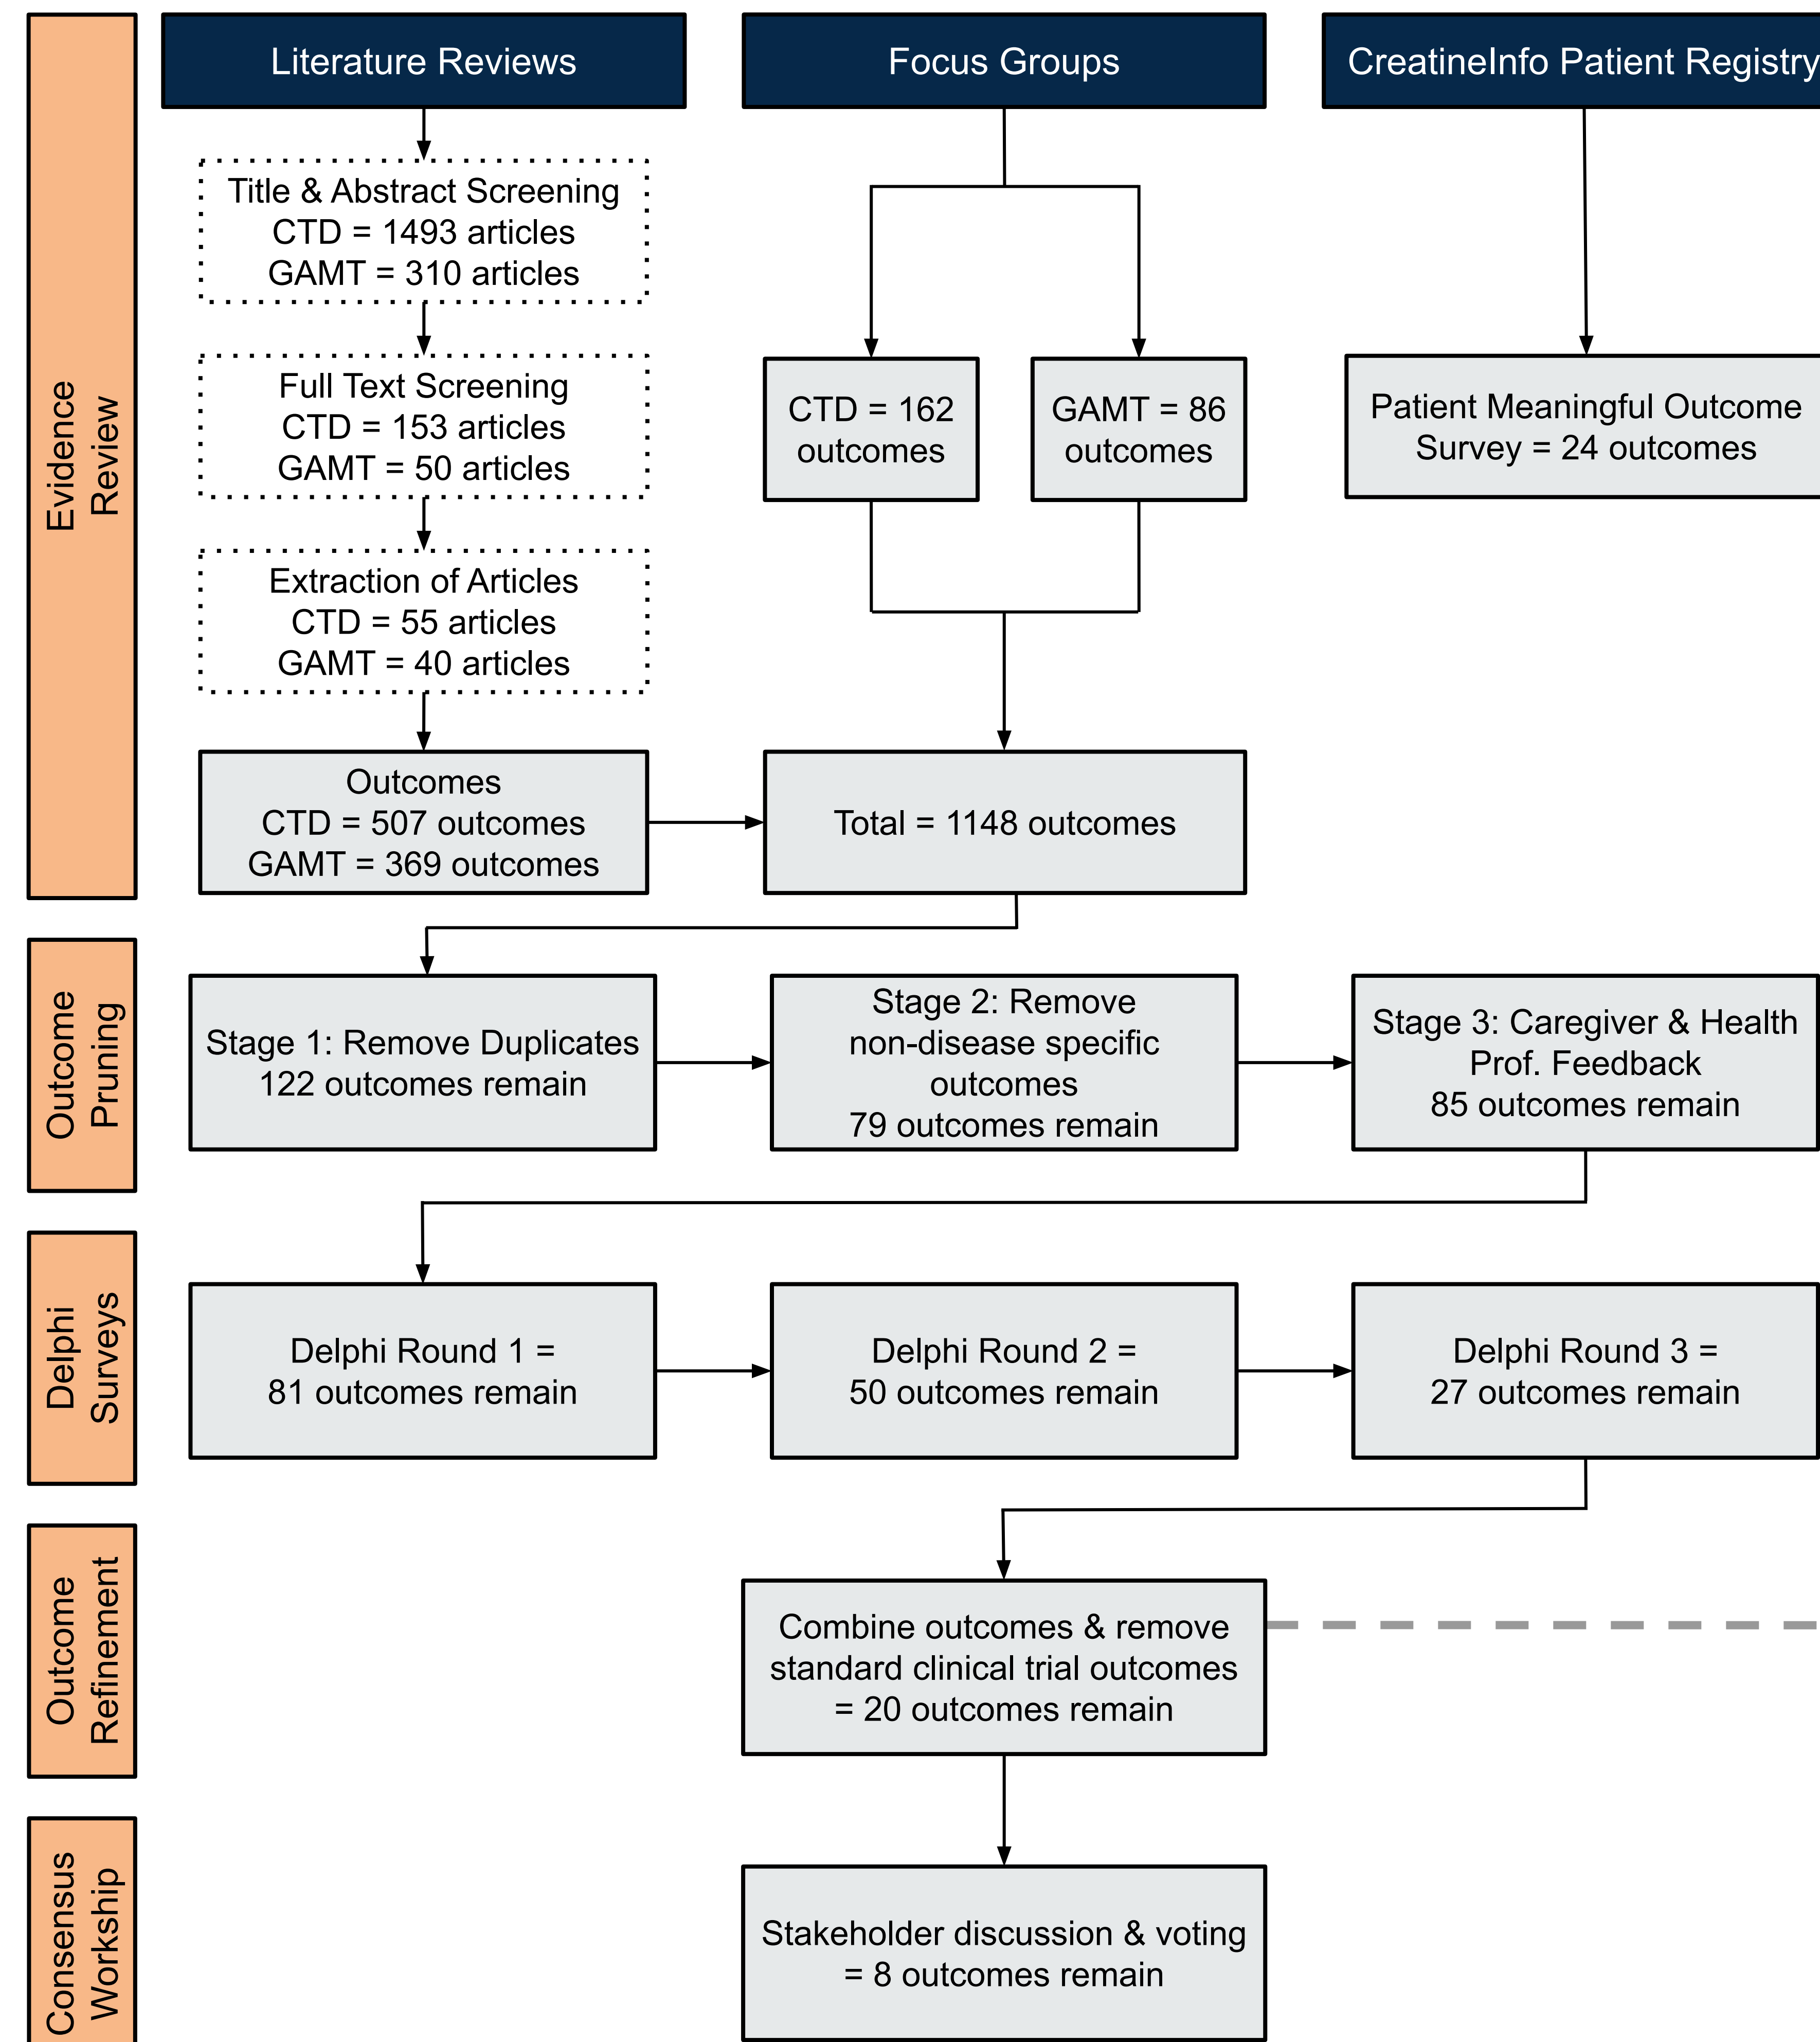 Literature Reviews
Focus Groups
CreatineInfo Patient Registry
Evidence
Review
Title & Abstract Screening
CTD = 1493 articles
GAMT = 310 articles
Full Text Screening
CTD = 153 articles
GAMT = 50 articles
Extraction of Articles
CTD = 55 articles
GAMT = 40 articles
Outcomes
CTD = 507 outcomes
GAMT = 369 outcomes
CTD = 162
outcomes
GAMT = 86
outcomes
Patient Meaningful Outcome
Survey = 24 outcomes
Total = 1148 outcomes
Outcome
Pruning
Stage 1: Remove Duplicates
122 outcomes remain
Stage 2: Remove
non-disease specific
outcomes
79 outcomes remain
Stage 3: Caregiver & Health
Prof. Feedback
85 outcomes remain
Delphi
Surveys
Delphi Round 1 =
81 outcomes remain
Delphi Round 2 =
50 outcomes remain
Delphi Round 3 =
27 outcomes remain
Outcome
Refinement
Combine outcomes & remove
standard clinical trial outcomes
= 20 outcomes remain
Consensus
Workship
Stakeholder discussion & voting
= 8 outcomes remain